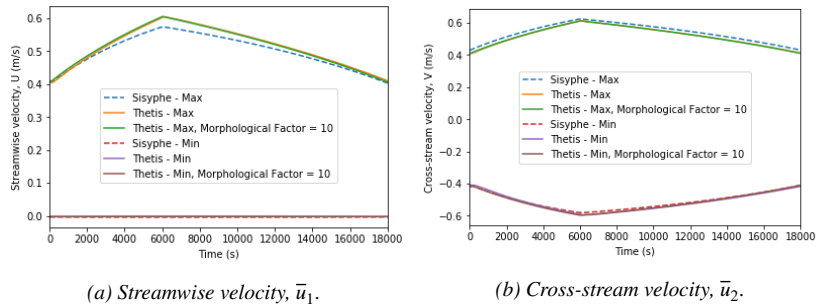 Streamwise velocity, U (m/s)
0.6
0.5
0.4
0.3
0.2
0.1
0.0
Sisyphe - Max
Thetis - Max
Thetis - Max, Morphological Factor = 10
Sisyphe - Min
Thetis - Min
Thetis - Min, Morphological Factor = 10
0 2000 4000 6000 8000 10000 12000 14000 16000 18000
Time (s)
(a) Streamwise velocity, u̅₁.
Cross-stream velocity, V (m/s)
0.6
0.4
0.2
0.0
−0.2
−0.4
−0.6
Sisyphe - Max
Thetis - Max
Thetis - Max, Morphological Factor = 10
Sisyphe - Min
Thetis - Min
Thetis - Min, Morphological Factor = 10
0 2000 4000 6000 8000 10000 12000 14000 16000 18000
Time (s)
(b) Cross-stream velocity, u̅₂.